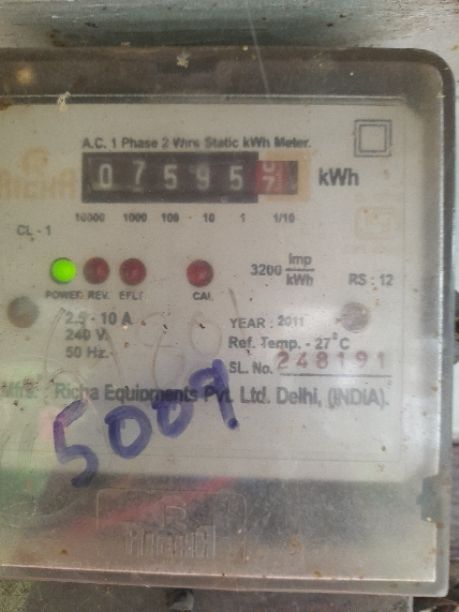 A.C. 1 Phase 2 Wire Static kWh Meter.
RICHA
07595 kWh
10000 1000 100 10 1 1/10
CL - 1
3200 imp/kWh
RS : 12
POWER REV. EFLT CAL
2.5 - 10 A
240 V.
50 Hz.
YEAR : 2011
Ref. Temp. - 27°C
SL. No. 248191
Richa Equipments Pvt. Ltd. Delhi, (INDIA).
5009
RICHA